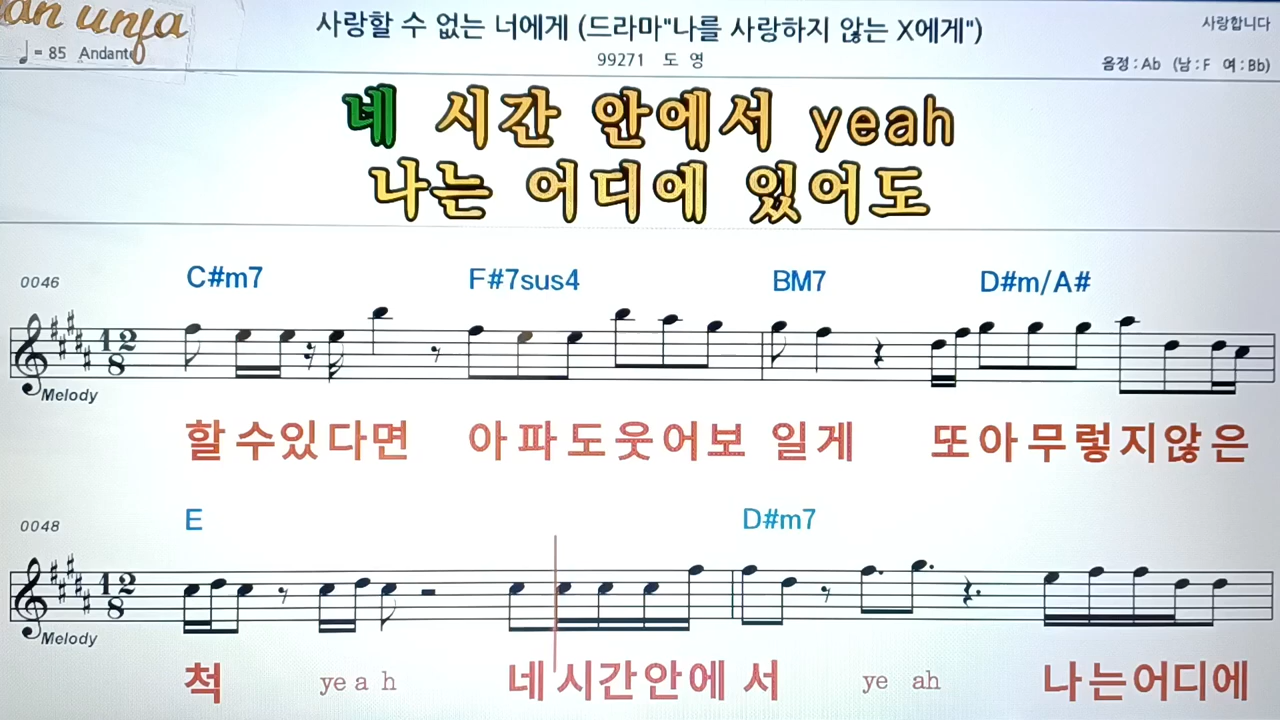 an unfa
사랑할 수 없는 너에게 (드라마"나를 사랑하지 않는 X에게")
사랑합니다
♩= 85 Andante
99271 도 영
음정 : Ab (남 : F 여 : Bb)
네 시간 안에서 yeah
나는 어디에 있어도
0046
C#m7 F#7sus4 BM7 D#m/A#
12
8
Melody
할 수있 다면 아 파 도 웃 어 보 일 게 또 아 무 렇 지 않 은
0048
E D#m7
12
8
Melody
척 ye a h 네 시간 안에 서 ye ah 나 는 어디 에